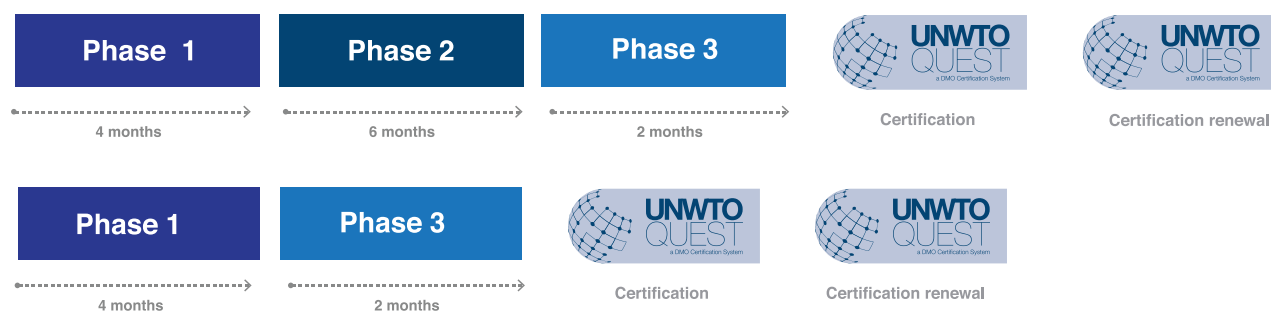 Phase 1
Phase 2
Phase 3
UNWTO
QUEST
a DMO Certification System
UNWTO
QUEST
a DMO Certification System
4 months
6 months
2 months
Certification
Certification renewal
Phase 1
Phase 3
UNWTO
QUEST
a DMO Certification System
UNWTO
QUEST
a DMO Certification System
4 months
2 months
Certification
Certification renewal